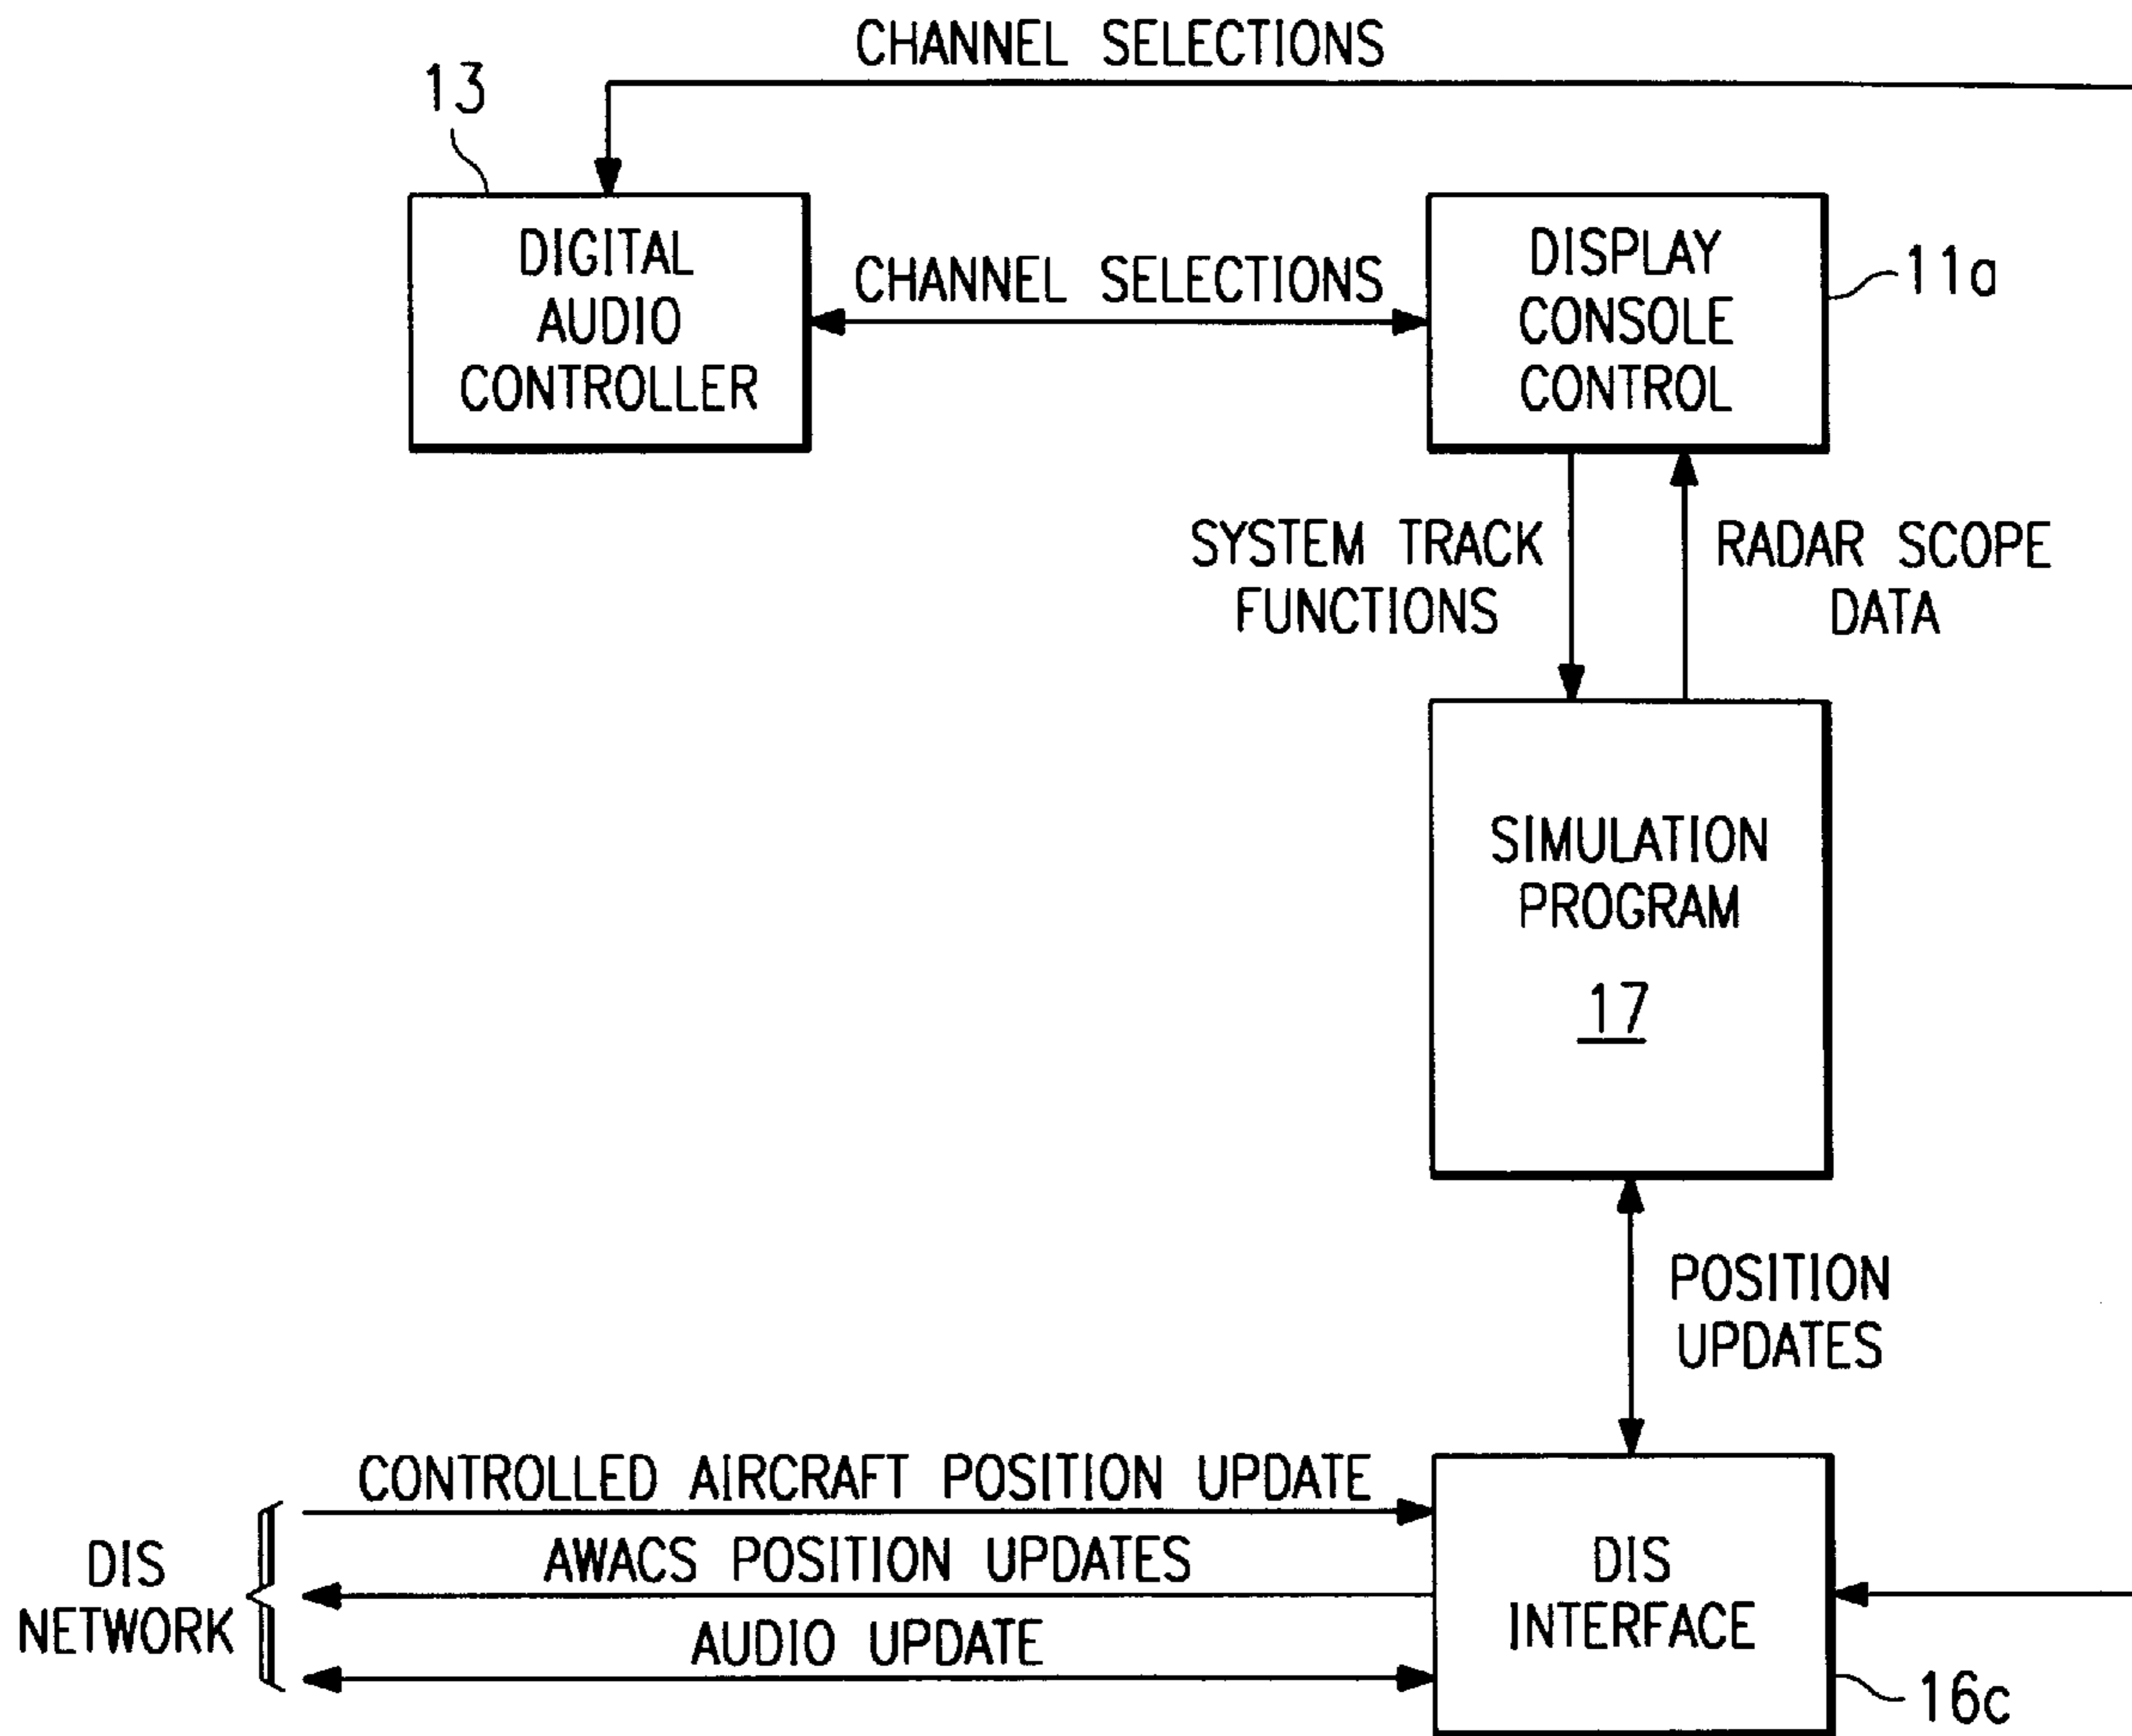 CHANNEL SELECTIONS
13
DIGITAL
AUDIO
CONTROLLER
CHANNEL SELECTIONS
DISPLAY
CONSOLE
CONTROL
11a
SYSTEM TRACK
FUNCTIONS
RADAR SCOPE
DATA
SIMULATION
PROGRAM
17
POSITION
UPDATES
CONTROLLED AIRCRAFT POSITION UPDATE
AWACS POSITION UPDATES
AUDIO UPDATE
DIS
NETWORK
DIS
INTERFACE
16c